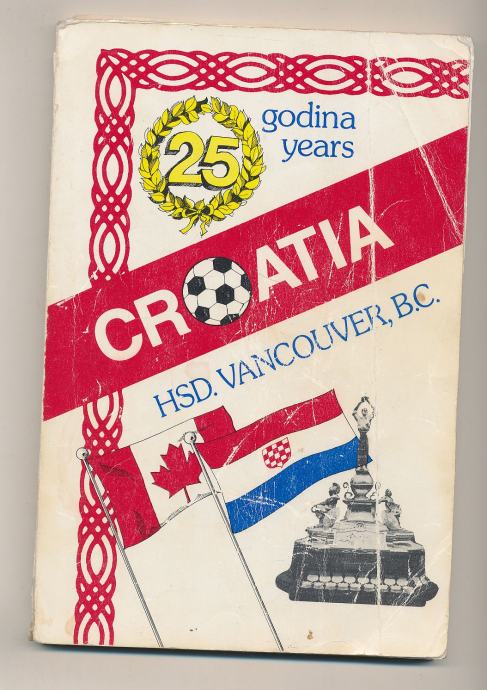 25
godina
years
CROATIA
HSD. VANCOUVER, B.C.